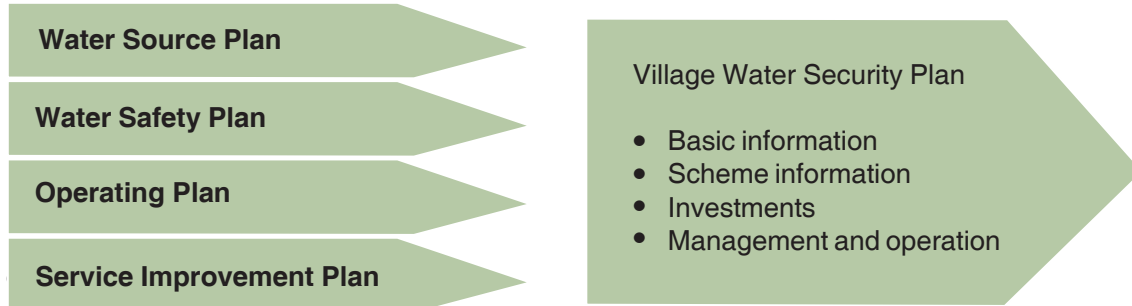 Water Source Plan
Water Safety Plan
Operating Plan
Service Improvement Plan
Village Water Security Plan
• Basic information
• Scheme information
• Investments
• Management and operation